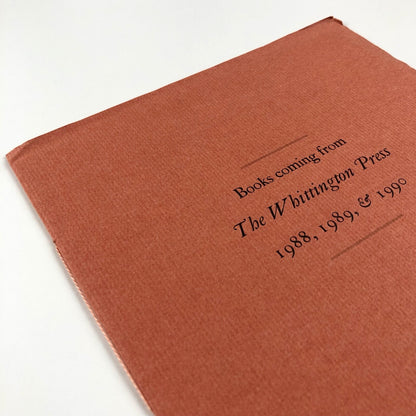 Books coming from
The Whittington Press
1988, 1989, & 1990